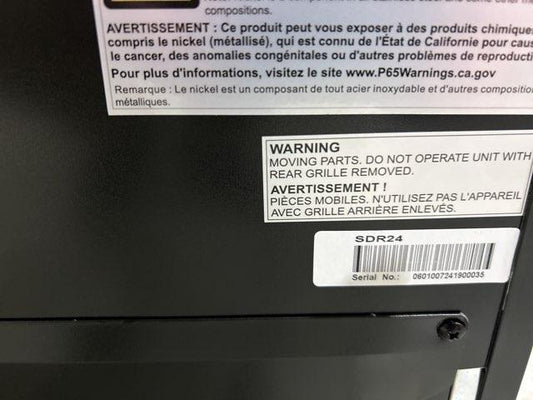 compositions.
AVERTISSEMENT : Ce produit peut vous exposer à des produits chimique
compris le nickel (métallisé), qui est connu de l'État de Californie pour caus
le cancer, des anomalies congénitales ou d'autres problèmes de reproducti
Pour plus d'informations, visitez le site www.P65Warnings.ca.gov
Remarque : Le nickel est un composant de tout acier inoxydable et d'autres composition
métalliques.
WARNING
MOVING PARTS. DO NOT OPERATE UNIT WITH
REAR GRILLE REMOVED.
AVERTISSEMENT !
PIÈCES MOBILES. N'UTILISEZ PAS L'APPAREIL
AVEC GRILLE ARRIÈRE ENLEVÉS.
SDR24
Serial No.: 0601007241900035